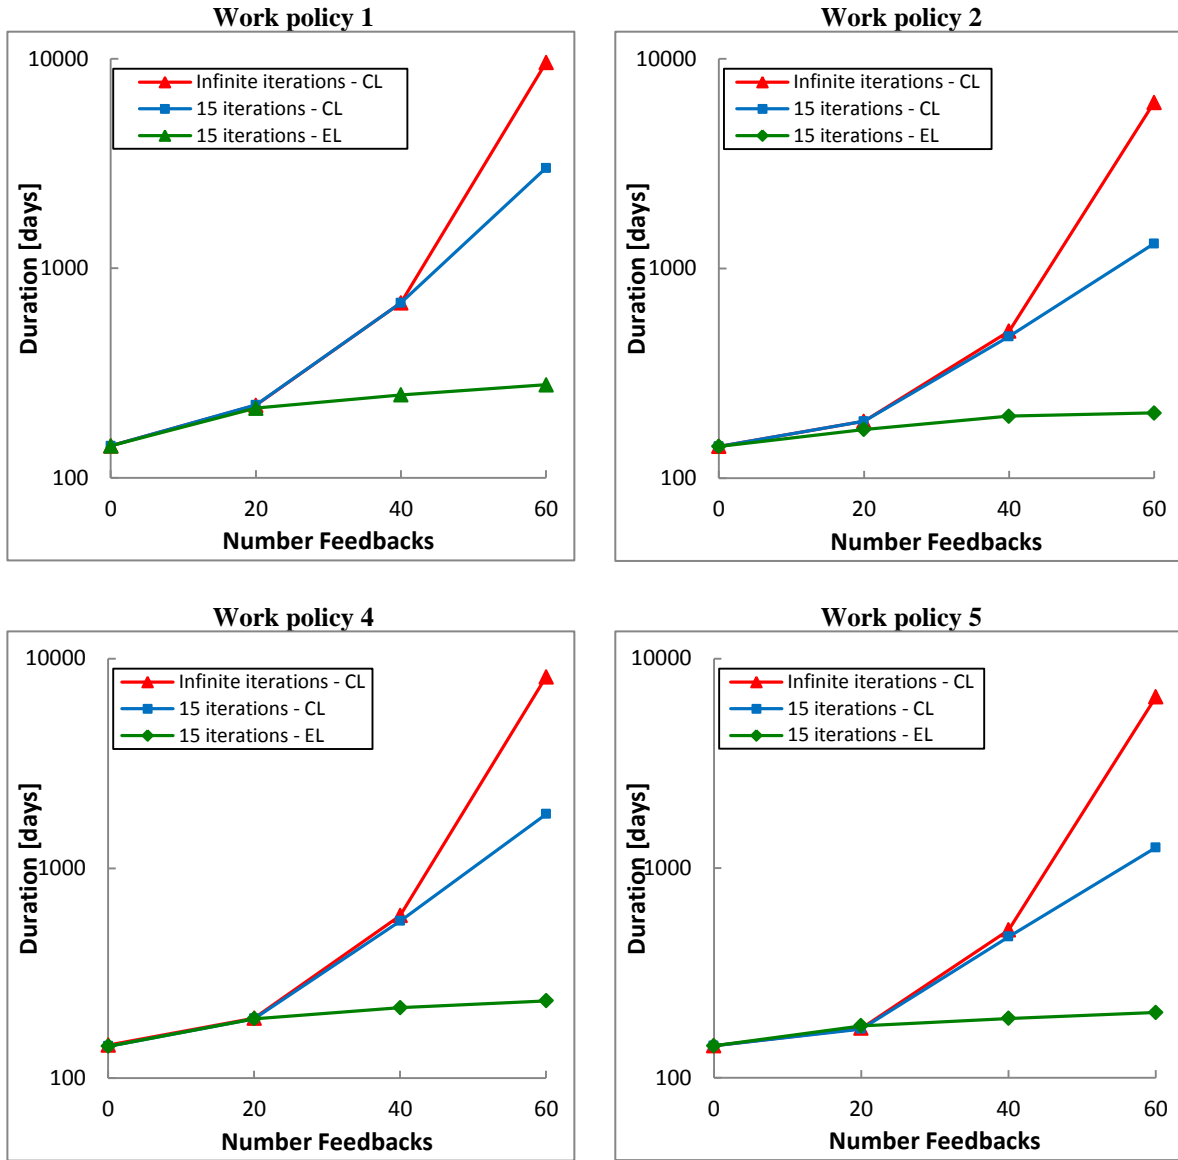 Work policy 1
10000
Infinite iterations - CL
15 iterations - CL
15 iterations - EL
Duration [days]
1000
100
0 20 40 60
Number Feedbacks
Work policy 2
10000
Infinite iterations - CL
15 iterations - CL
15 iterations - EL
Duration [days]
1000
100
0 20 40 60
Number Feedbacks
Work policy 4
10000
Infinite iterations - CL
15 iterations - CL
15 iterations - EL
Duration [days]
1000
100
0 20 40 60
Number Feedbacks
Work policy 5
10000
Infinite iterations - CL
15 iterations - CL
15 iterations - EL
Duration [days]
1000
100
0 20 40 60
Number Feedbacks